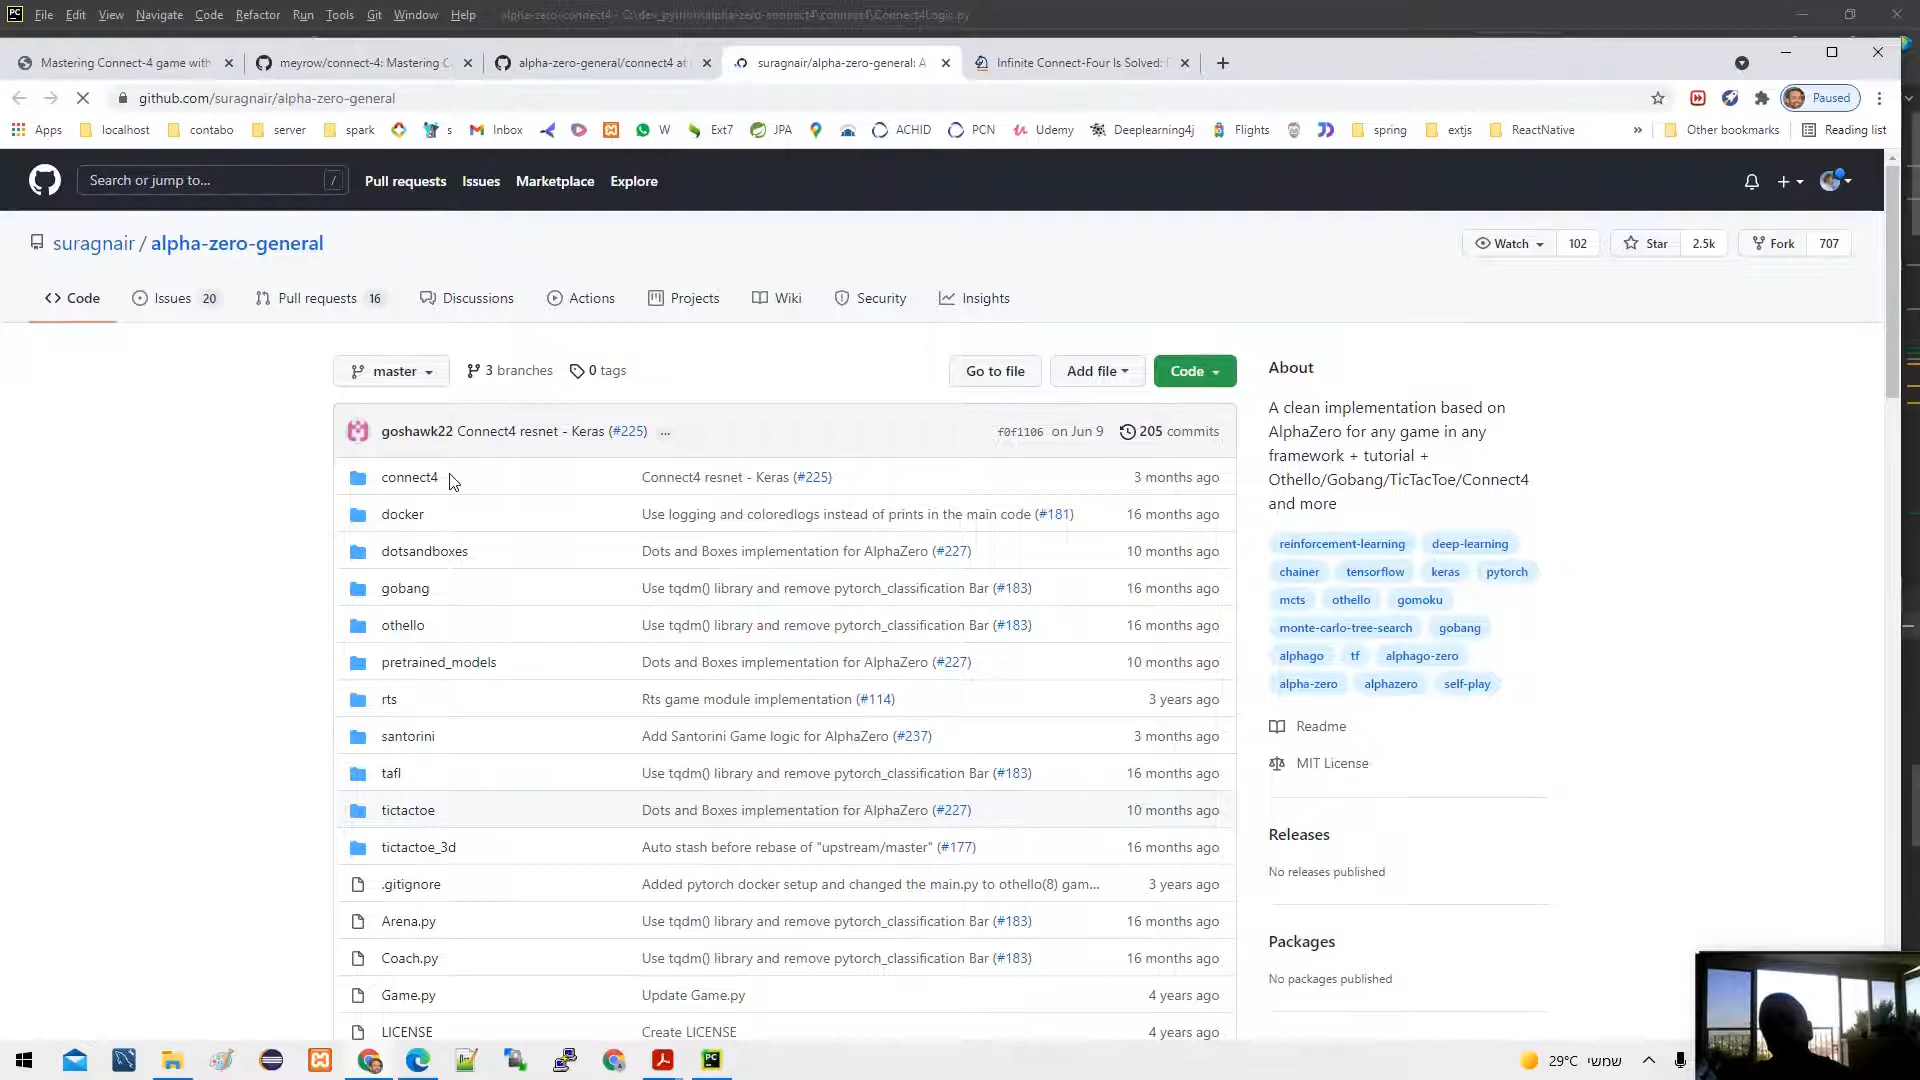 PC File Edit View Navigate Code Refactor Run Tools Git Window Help alpha-zero-connect4 - C:\dev_python\alpha-zero-connect4\connect4\Connect4Logic.py
Mastering Connect-4 game with meyrow/connect-4: Mastering C alpha-zero-general/connect4 at suragnair/alpha-zero-general: A Infinite Connect-Four Is Solved:
github.com/suragnair/alpha-zero-general Paused
Apps localhost contabo server spark s Inbox W Ext7 JPA ACHID PCN Udemy Deeplearning4j Flights spring extjs ReactNative » Other bookmarks Reading list
Search or jump to... / Pull requests Issues Marketplace Explore
suragnair / alpha-zero-general Watch 102 Star 2.5k Fork 707
<> Code Issues 20 Pull requests 16 Discussions Actions Projects Wiki Security Insights
master 3 branches 0 tags Go to file Add file Code
goshawk22 Connect4 resnet - Keras (#225) ... f0f1106 on Jun 9 205 commits
connect4 Connect4 resnet - Keras (#225) 3 months ago
docker Use logging and coloredlogs instead of prints in the main code (#181) 16 months ago
dotsandboxes Dots and Boxes implementation for AlphaZero (#227) 10 months ago
gobang Use tqdm() library and remove pytorch_classification Bar (#183) 16 months ago
othello Use tqdm() library and remove pytorch_classification Bar (#183) 16 months ago
pretrained_models Dots and Boxes implementation for AlphaZero (#227) 10 months ago
rts Rts game module implementation (#114) 3 years ago
santorini Add Santorini Game logic for AlphaZero (#237) 3 months ago
tafl Use tqdm() library and remove pytorch_classification Bar (#183) 16 months ago
tictactoe Dots and Boxes implementation for AlphaZero (#227) 10 months ago
tictactoe_3d Auto stash before rebase of "upstream/master" (#177) 16 months ago
.gitignore Added pytorch docker setup and changed the main.py to othello(8) gam... 3 years ago
Arena.py Use tqdm() library and remove pytorch_classification Bar (#183) 16 months ago
Coach.py Use tqdm() library and remove pytorch_classification Bar (#183) 16 months ago
Game.py Update Game.py 4 years ago
LICENSE Create LICENSE 4 years ago
About
A clean implementation based on
AlphaZero for any game in any
framework + tutorial +
Othello/Gobang/TicTacToe/Connect4
and more
reinforcement-learning deep-learning
chainer tensorflow keras pytorch
mcts othello gomoku
monte-carlo-tree-search gobang
alphago tf alphago-zero
alpha-zero alphazero self-play
Readme
MIT License
Releases
No releases published
Packages
No packages published
PC 29°C שמשי